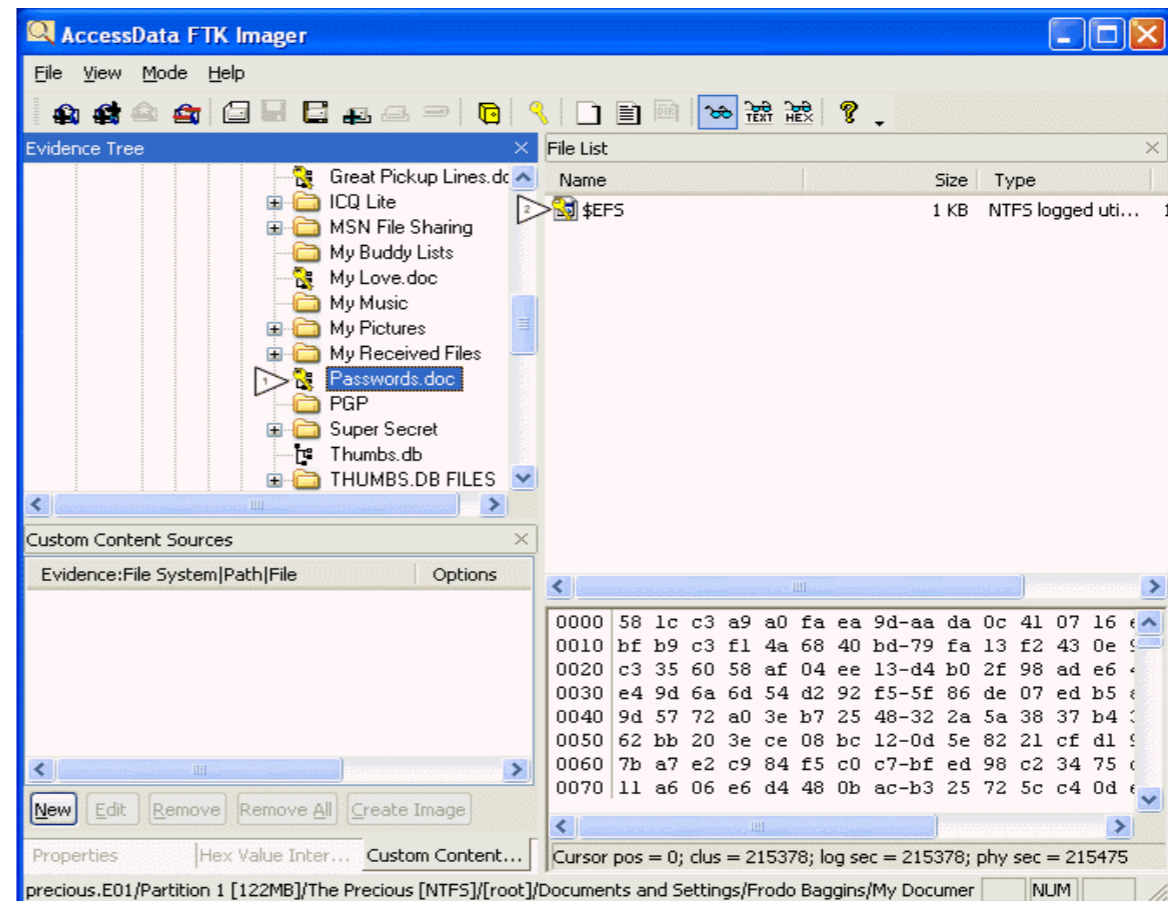 AccessData FTK Imager
File View Mode Help
TEXT HEX ?
Evidence Tree
Great Pickup Lines.dc
ICQ Lite
MSN File Sharing
My Buddy Lists
My Love.doc
My Music
My Pictures
My Received Files
1 Passwords.doc
PGP
Super Secret
Thumbs.db
THUMBS.DB FILES
Custom Content Sources
Evidence:File System|Path|File Options
New Edit Remove Remove All Create Image
Properties Hex Value Inter... Custom Content...
File List
Name Size Type
2 $EFS 1 KB NTFS logged uti... 1
0000 58 1c c3 a9 a0 fa ea 9d-aa da 0c 41 07 16
0010 bf b9 c3 f1 4a 68 40 bd-79 fa 13 f2 43 0e
0020 c3 35 60 58 af 04 ee 13-d4 b0 2f 98 ad e6
0030 e4 9d 6a 6d 54 d2 92 f5-5f 86 de 07 ed b5
0040 9d 57 72 a0 3e b7 25 48-32 2a 5a 38 37 b4
0050 62 bb 20 3e ce 08 bc 12-0d 5e 82 21 cf d1
0060 7b a7 e2 c9 84 f5 c0 c7-bf ed 98 c2 34 75
0070 11 a6 06 e6 d4 48 0b ac-b3 25 72 5c c4 0d
Cursor pos = 0; clus = 215378; log sec = 215378; phy sec = 215475
precious.E01/Partition 1 [122MB]/The Precious [NTFS]/[root]/Documents and Settings/Frodo Baggins/My Documer NUM